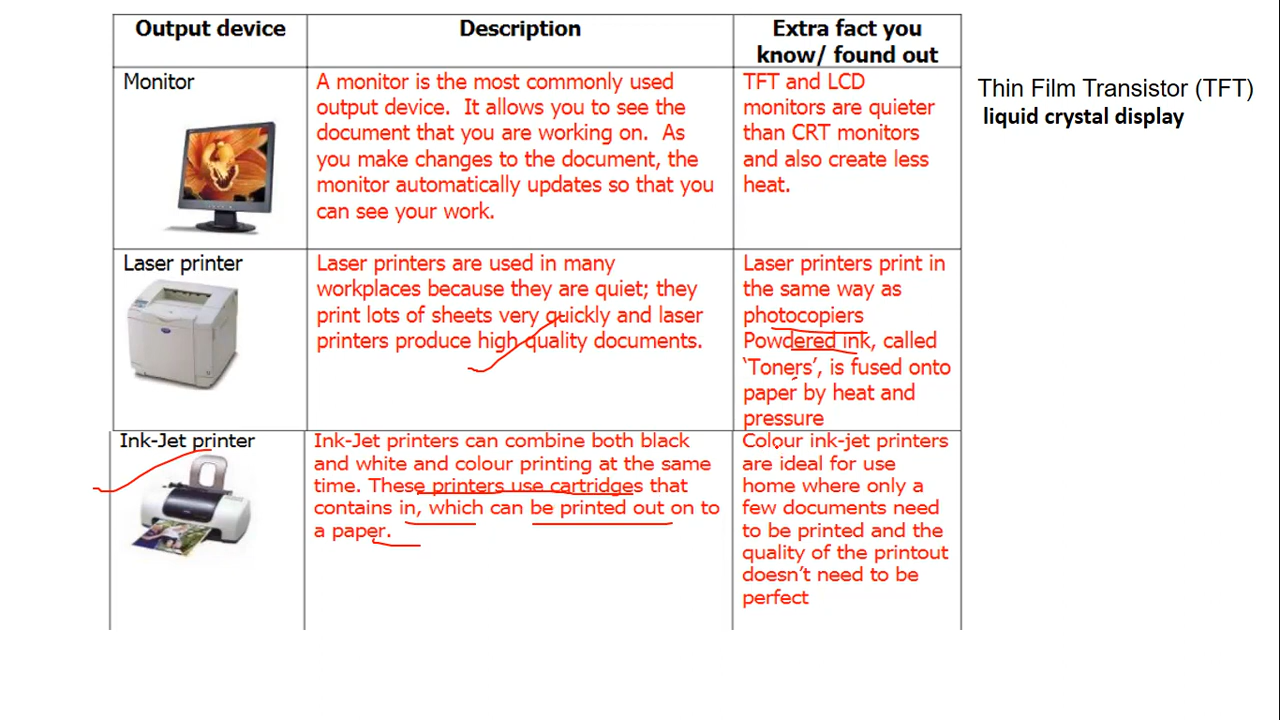 Output device
Description
Extra fact you
know/ found out
Monitor
A monitor is the most commonly used
output device.  It allows you to see the
document that you are working on.  As
you make changes to the document, the
monitor automatically updates so that you
can see your work.
TFT and LCD
monitors are quieter
than CRT monitors
and also create less
heat.
Thin Film Transistor (TFT)
liquid crystal display
Laser printer
Laser printers are used in many
workplaces because they are quiet; they
print lots of sheets very quickly and laser
printers produce high quality documents.
Laser printers print in
the same way as
photocopiers
Powdered ink, called
‘Toners’, is fused onto
paper by heat and
pressure
Ink-Jet printer
Ink-Jet printers can combine both black
and white and colour printing at the same
time. These printers use cartridges that
contains in, which can be printed out on to
a paper.
Colour ink-jet printers
are ideal for use
home where only a
few documents need
to be printed and the
quality of the printout
doesn’t need to be
perfect